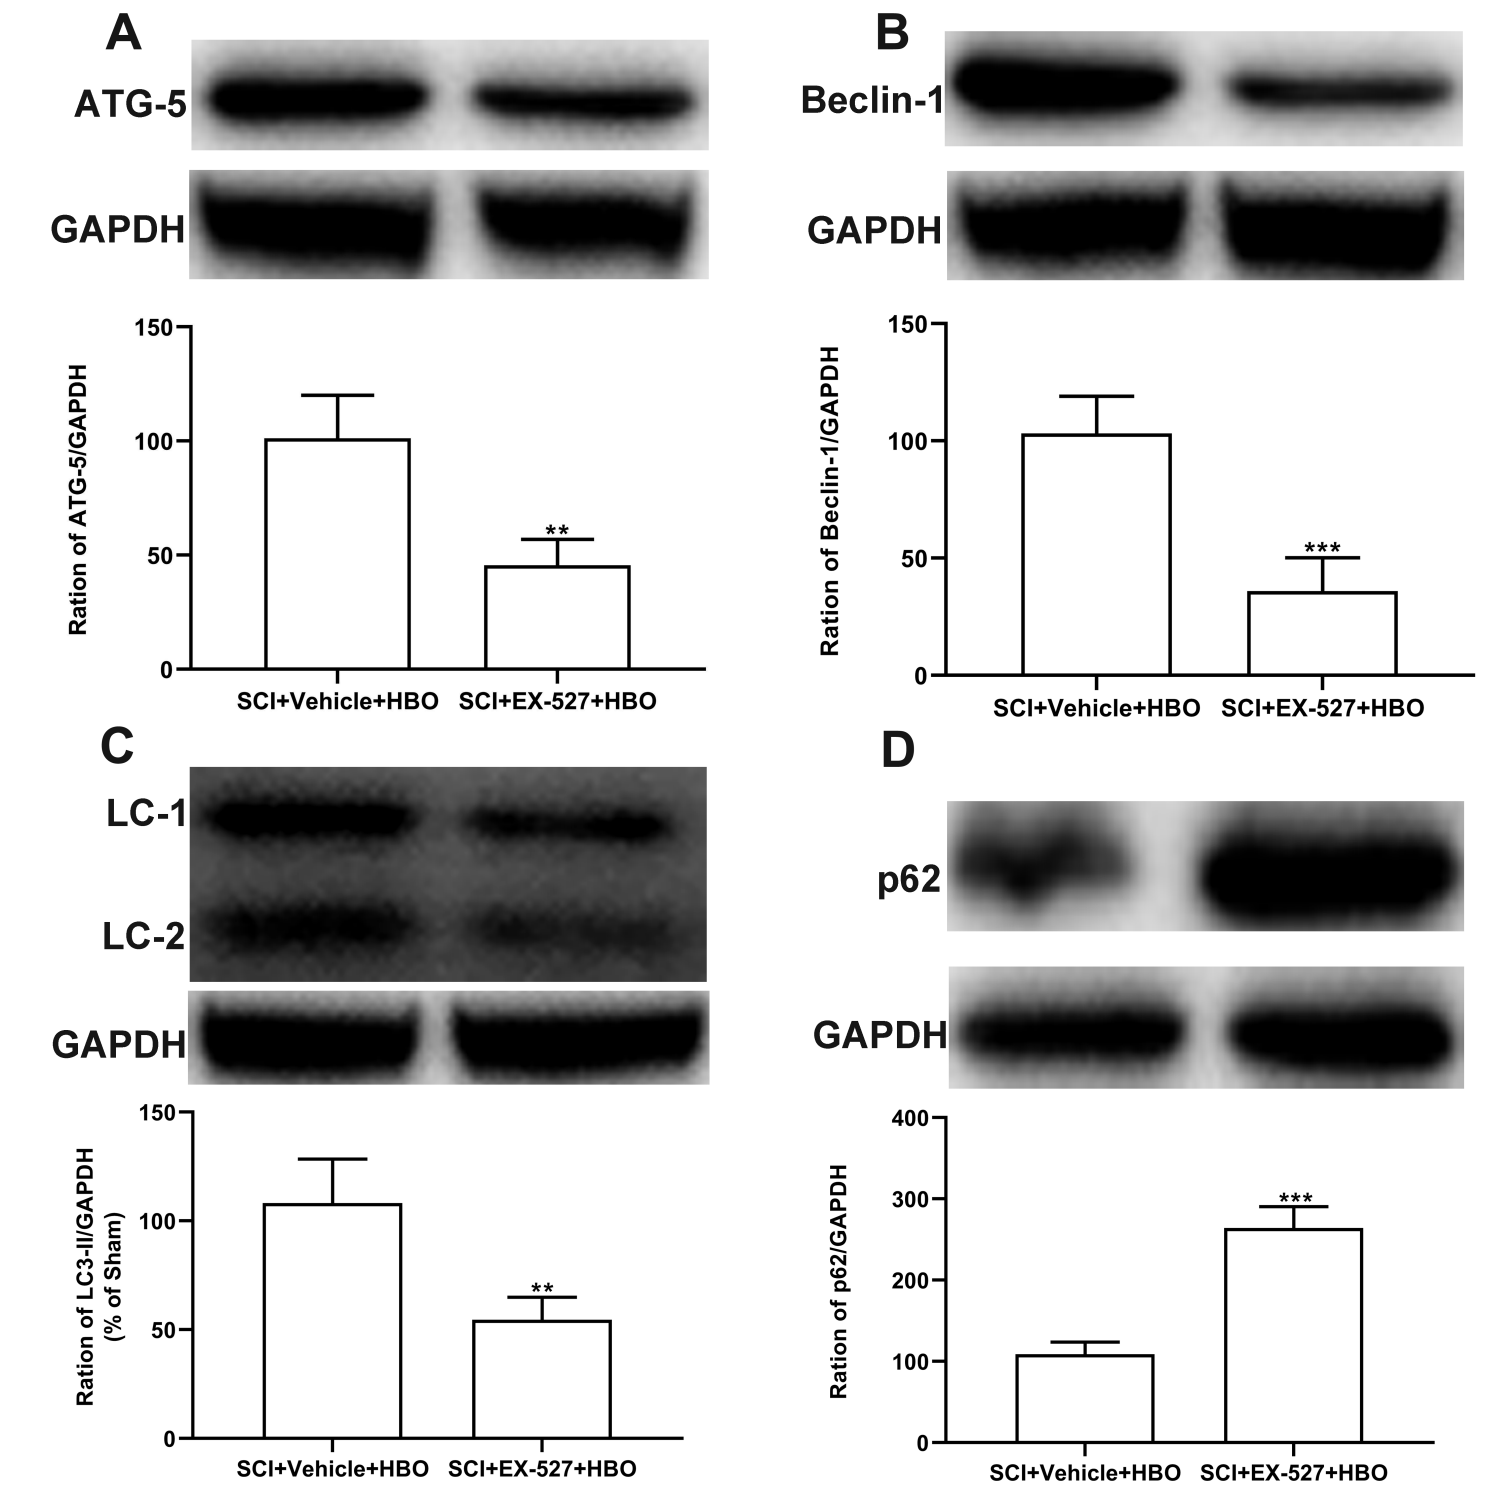 A
ATG-5
GAPDH
150
100
50
0
Ration of ATG-5/GAPDH
**
SCI+Vehicle+HBO SCI+EX-527+HBO
B
Beclin-1
GAPDH
150
100
50
0
Ration of Beclin-1/GAPDH
***
SCI+Vehicle+HBO SCI+EX-527+HBO
C
LC-1
LC-2
GAPDH
150
100
50
0
Ration of LC3-II/GAPDH
(% of Sham)
**
SCI+Vehicle+HBO SCI+EX-527+HBO
D
p62
GAPDH
400
300
200
100
0
Ration of p62/GAPDH
***
SCI+Vehicle+HBO SCI+EX-527+HBO